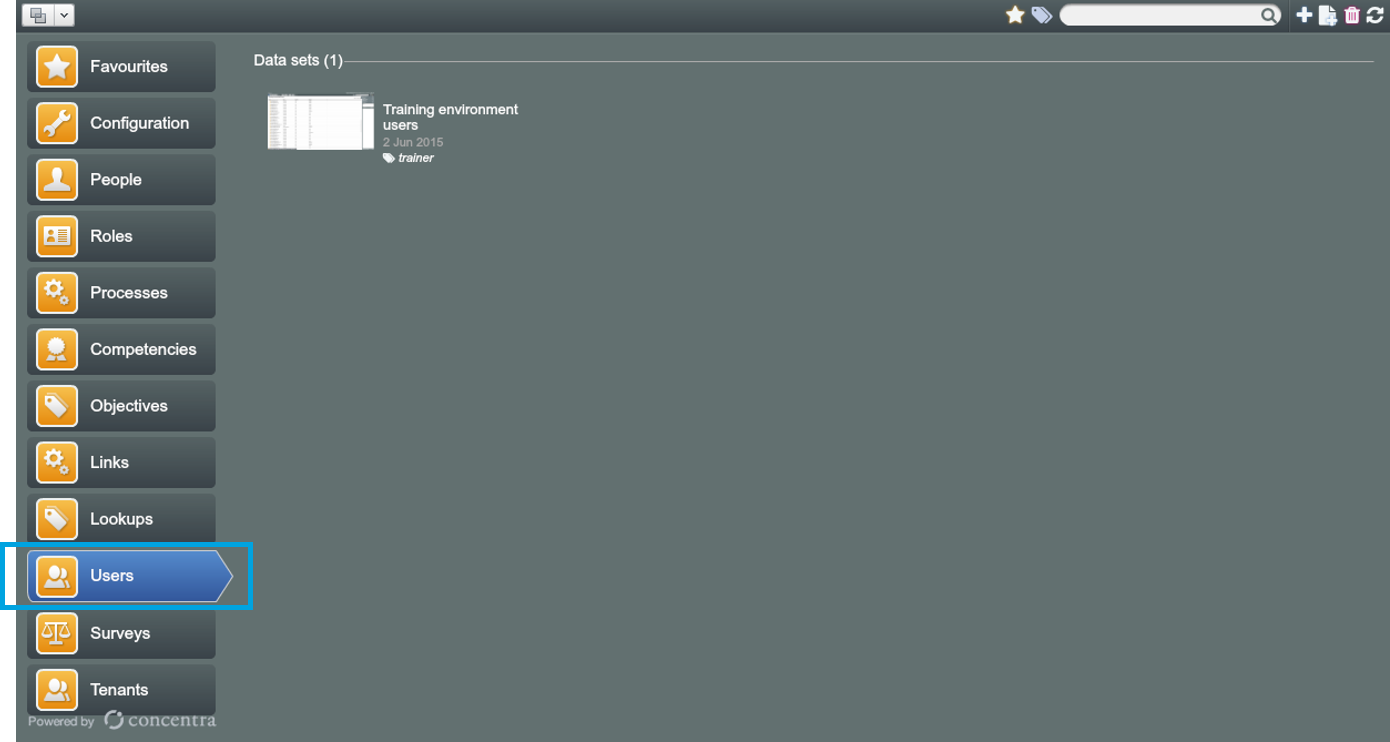 Favourites
Configuration
People
Roles
Processes
Competencies
Objectives
Links
Lookups
Users
Surveys
Tenants
Powered by concentra
Data sets (1)
Training environment
users
2 Jun 2015
trainer